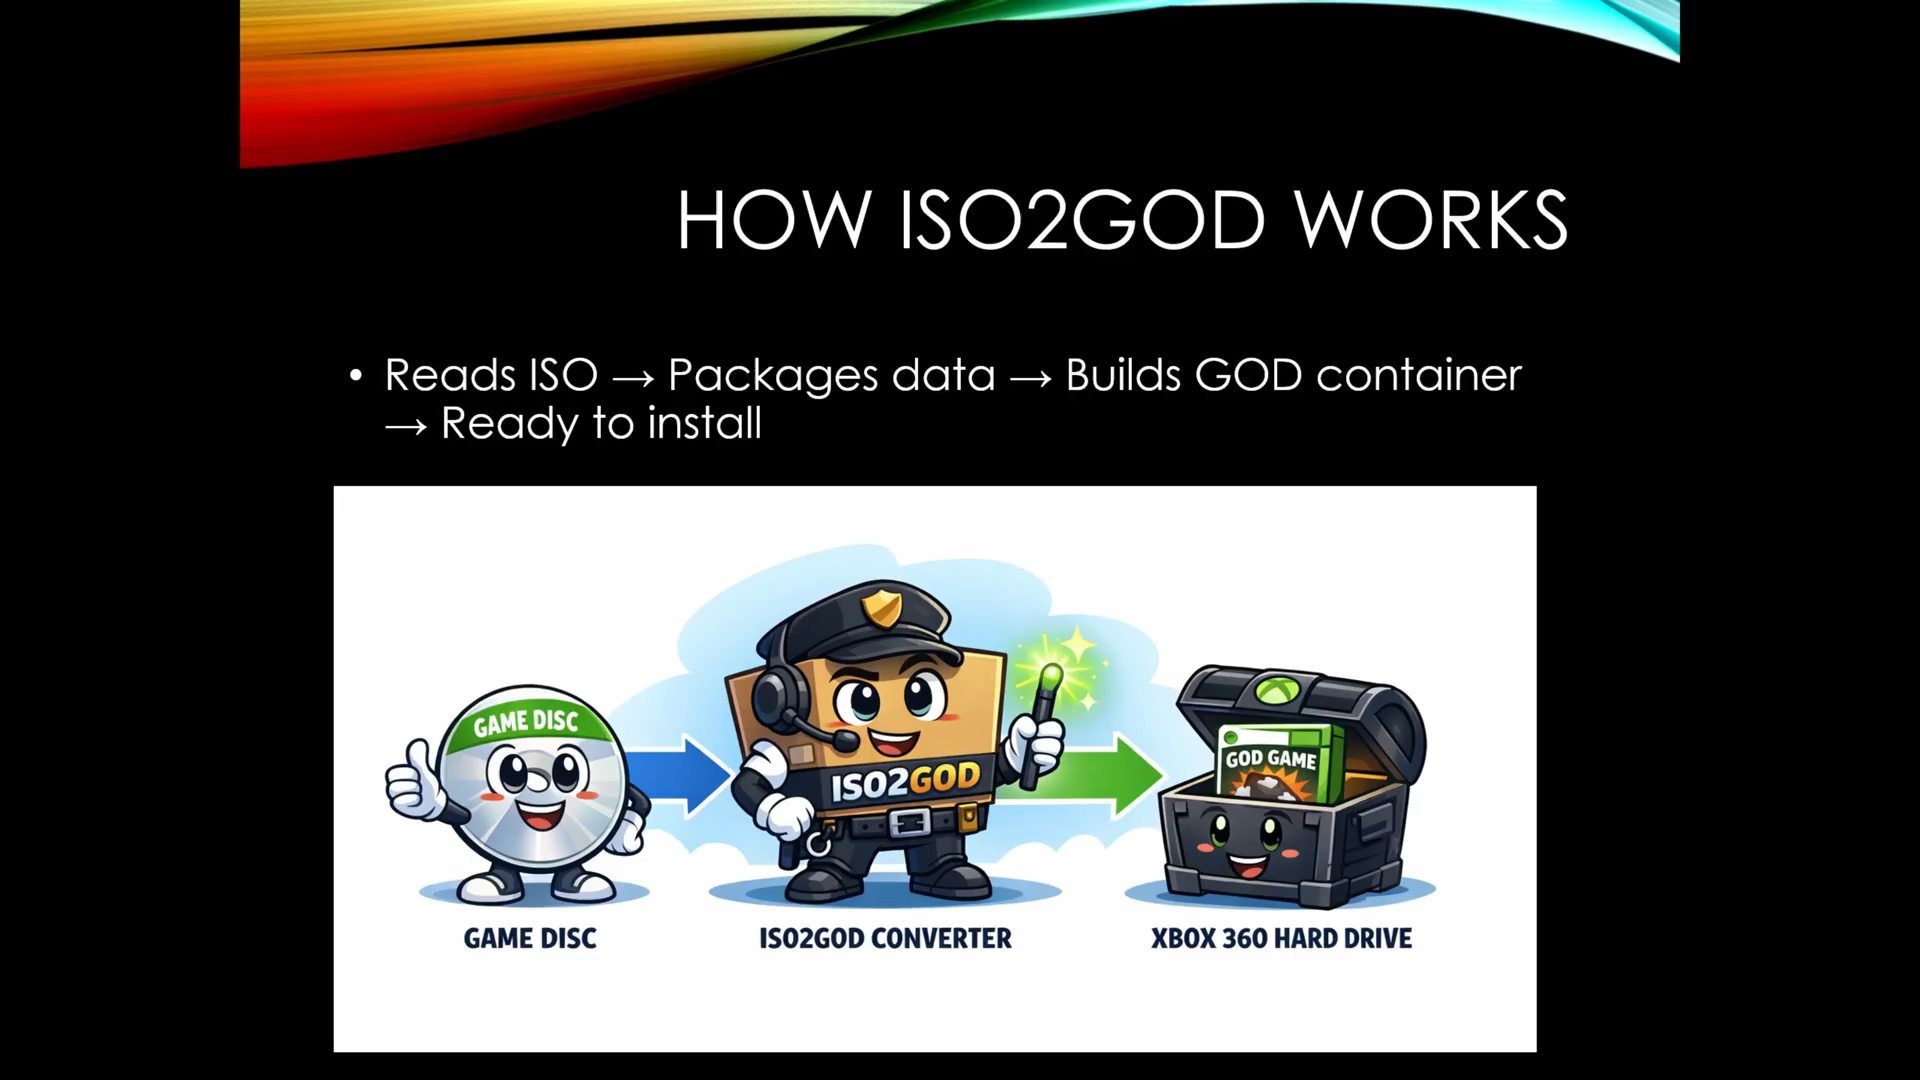 HOW ISO2GOD WORKS
• Reads ISO → Packages data → Builds GOD container
→ Ready to install
GAME DISC
ISO2GOD
GOD GAME
GAME DISC
ISO2GOD CONVERTER
XBOX 360 HARD DRIVE